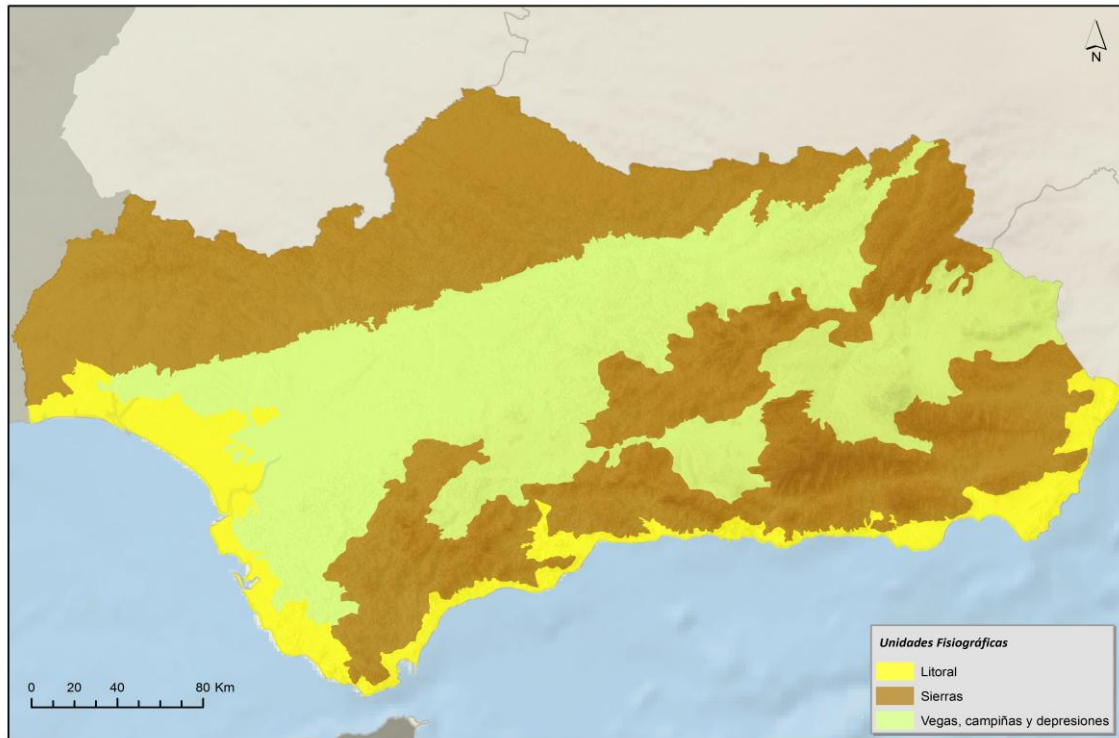 N
0 20 40 80 Km
Unidades Fisiográficas
Litoral
Sierras
Vegas, campiñas y depresiones